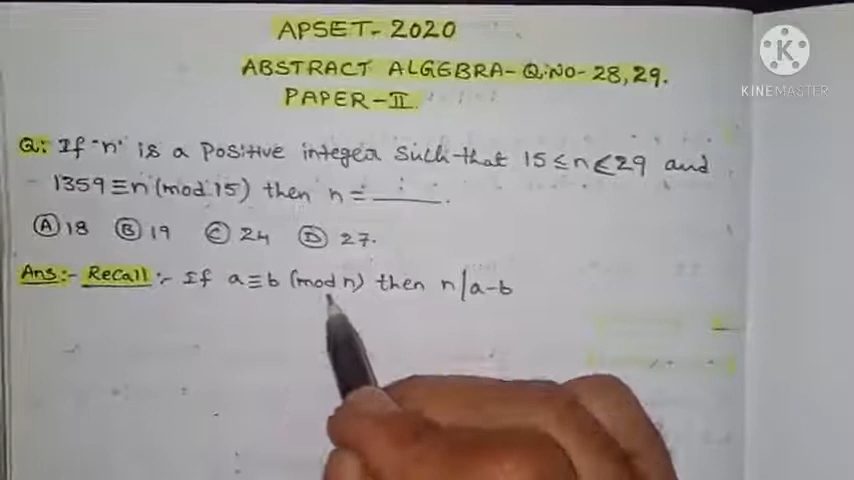 APSET-2020
K
KINEMASTER
ABSTRACT ALGEBRA-Q.NO-28,29.
PAPER-II.
Q: If 'n' is a positive integer such that 15≤n<29 and
1359≡n(mod 15) then n=______.
(A) 18 (B) 19 (C) 24 (D) 27.
Ans:- Recall:- If a≡b (mod n) then n|a-b